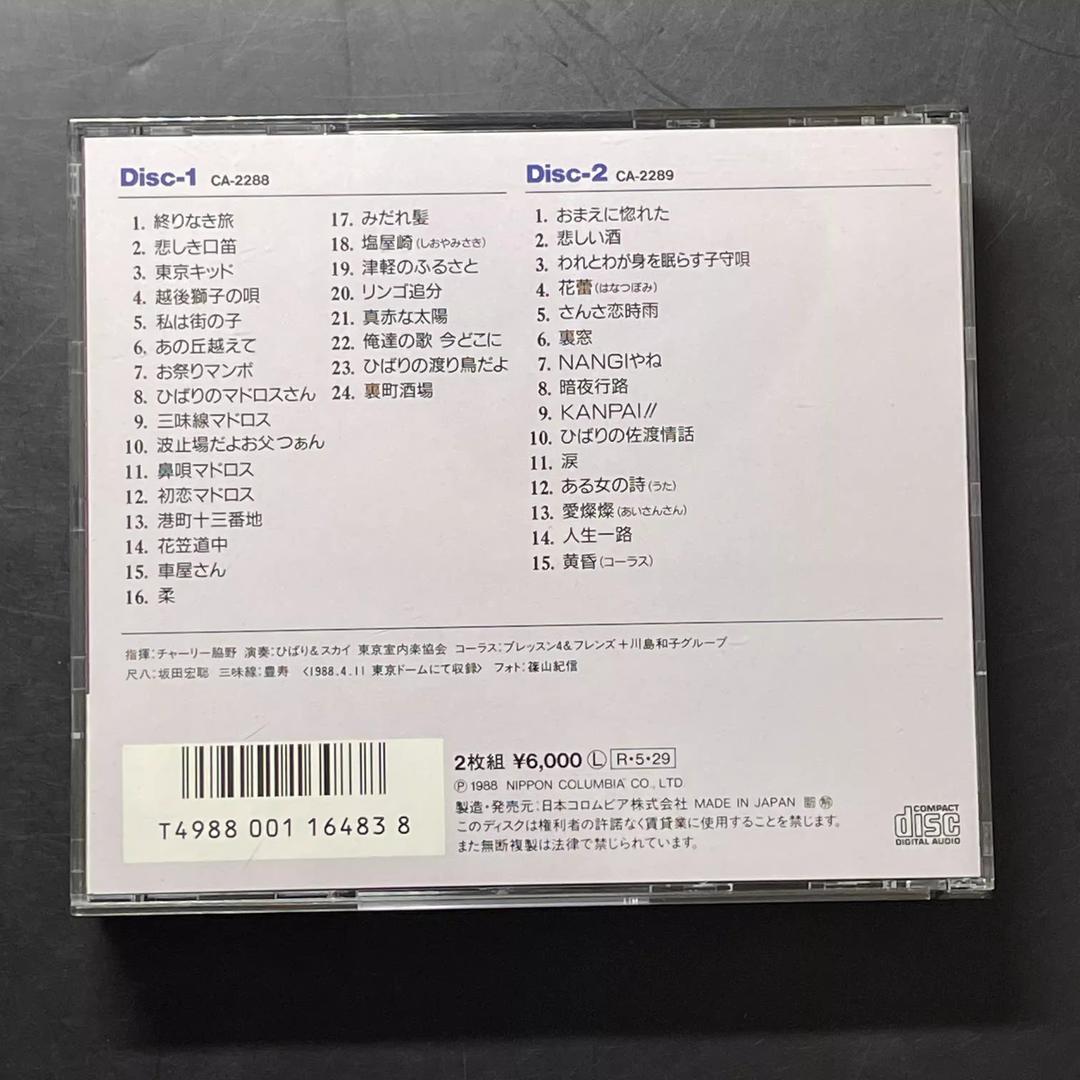 Disc-1 CA-2288
1. 終りなき旅
2. 悲しき口笛
3. 東京キッド
4. 越後獅子の唄
5. 私は街の子
6. あの丘越えて
7. お祭りマンボ
8. ひばりのマドロスさん
9. 三味線マドロス
10. 波止場だよお父つぁん
11. 鼻唄マドロス
12. 初恋マドロス
13. 港町十三番地
14. 花笠道中
15. 車屋さん
16. 柔
17. みだれ髪
18. 塩屋崎(しおやみさき)
19. 津軽のふるさと
20. リンゴ追分
21. 真赤な太陽
22. 俺達の歌 今どこに
23. ひばりの渡り鳥だよ
24. 裏町酒場
Disc-2 CA-2289
1. おまえに惚れた
2. 悲しい酒
3. われとわが身を眠らす子守唄
4. 花蕾(はなつぼみ)
5. さんさ恋時雨
6. 裏窓
7. NANGIやね
8. 暗夜行路
9. KANPAI//
10. ひばりの佐渡情話
11. 涙
12. ある女の詩(うた)
13. 愛燦燦(あいさんさん)
14. 人生一路
15. 黄昏(コーラス)
指揮:チャーリー脇野 演奏:ひばり&スカイ 東京室内楽協会 コーラス:ブレッスン4&フレンズ+川島和子グループ
尺八:坂田宏聡 三味線:豊寿 〈1988.4.11 東京ドームにて収録〉 フォト:篠山紀信
T4988 001 16483 8
2枚組 ¥6,000 Ⓛ R・5・29
Ⓟ 1988 NIPPON COLUMBIA CO., LTD.
製造・発売元:日本コロムビア株式会社 MADE IN JAPAN
このディスクは権利者の許諾なく賃貸業に使用することを禁じます。
また無断複製は法律で禁じられています。
COMPACT
disc
DIGITAL AUDIO